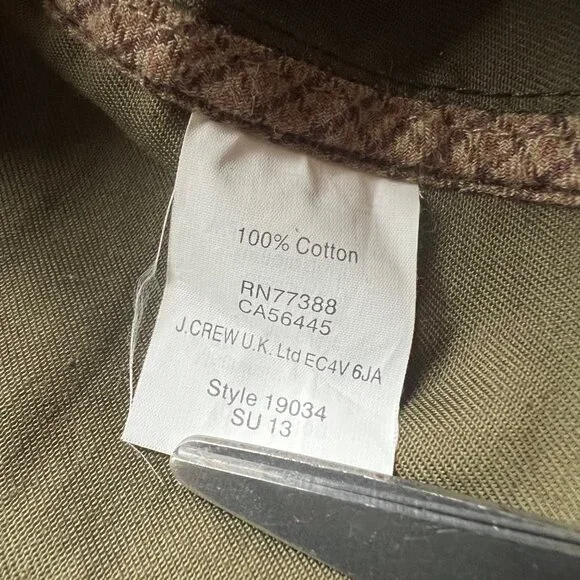 100% Cotton
RN77388
CA56445
J.CREW U.K. Ltd EC4V 6JA
Style 19034
SU 13